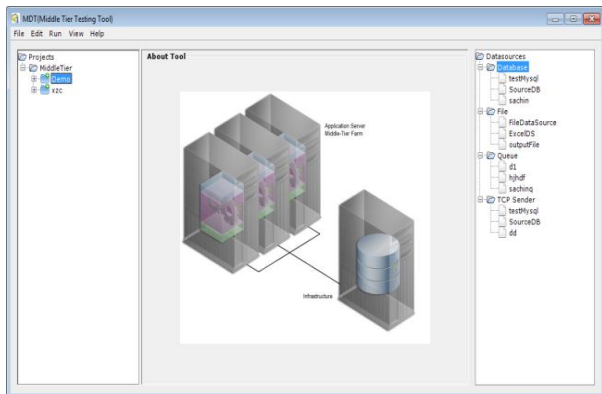 MDT(Middle Tier Testing Tool)
File Edit Run View Help
Projects
MiddleTier
Demo
xzc
About Tool
Application Server
Middle-Tier Farm
Infrastructure
Datasources
Database
testMysql
SourceDB
sachin
File
FileDataSource
ExcelDS
outputFile
Queue
d1
hjhdf
sachinq
TCP Sender
testMysql
SourceDB
dd